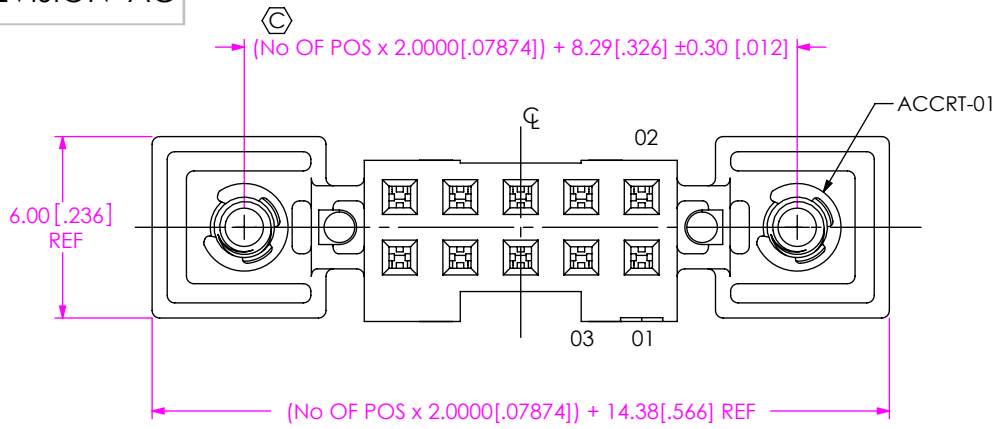 C
(No OF POS x 2.0000[.07874]) + 8.29[.326] ±0.30 [.012]
ACCRT-01
℄
02
6.00 [.236]
REF
03 01
(No OF POS x 2.0000[.07874]) + 14.38[.566] REF